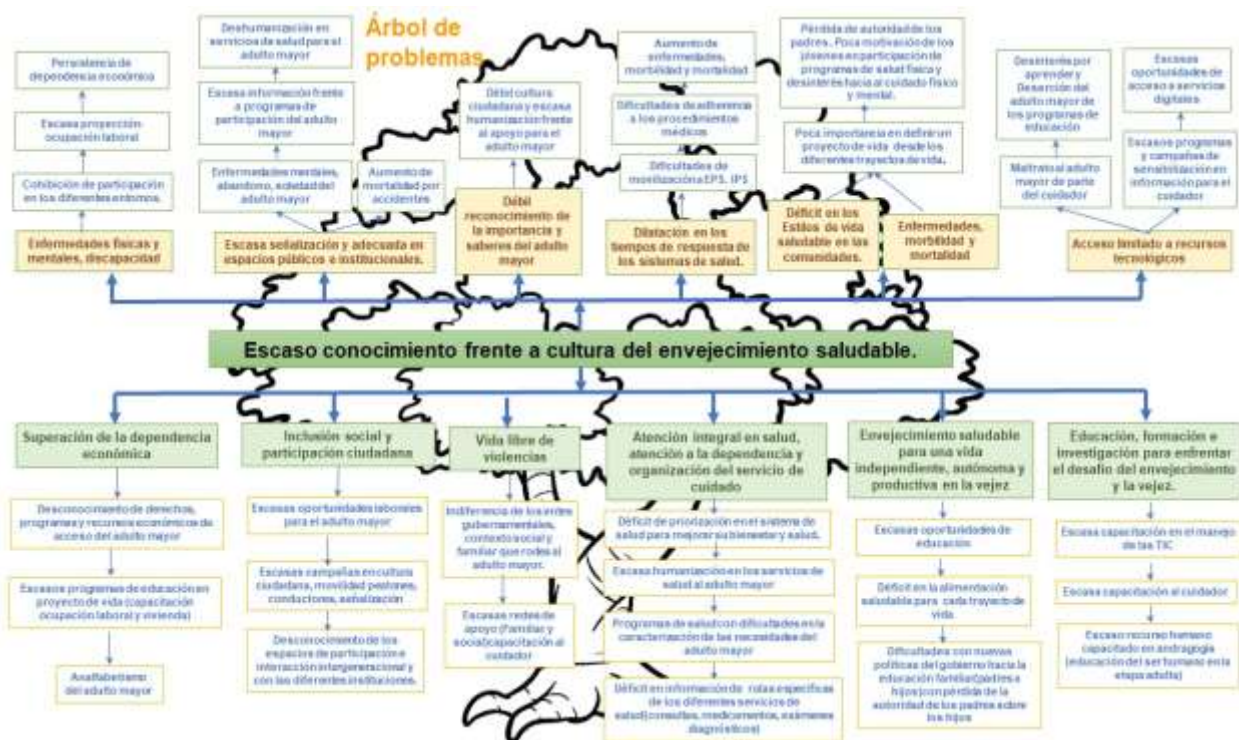 Árbol de
problemas
Deshumanización en
servicios de salud para el
adulto mayor
Persistencia de
dependencia económica
Escasa información frente
a programas de
participación del adulto
mayor
Escasa proyección
ocupación laboral
Enfermedades mentales,
abandono, soledad del
adulto mayor
Aumento de
mortalidad por
accidentes
Cohibición de participación
en los diferentes entornos.
Enfermedades físicas y
mentales, discapacidad
Escasa señalización y adecuada en
espacios públicos e institucionales.
Débil cultura
ciudadana y escasa
humanización frente
al apoyo para el
adulto mayor
Débil
reconocimiento de
la importancia y
saberes del adulto
mayor
Aumento de
enfermedades,
morbilidad y mortalidad
Dificultades de adherencia
a los procedimientos
médicos
Dificultades de
movilización a EPS. IPS
Dilatación en los
tiempos de respuesta de
los sistemas de salud.
Pérdida de autoridad de los
padres. Poca motivación de los
jóvenes en participación de
programas de salud física y
desinterés hacia al cuidado físico
y mental.
Poca importancia en definir un
proyecto de vida desde los
diferentes trayectos de vida.
Déficit en los
Estilos de vida
saludable en las
comunidades.
Enfermedades,
morbilidad y
mortalidad
Desinterés por
aprender y
Deserción del
adulto mayor de
los programas de
educación
Escasas
oportunidades de
acceso a servicios
digitales
Maltrato al adulto
mayor de parte
del cuidador
Escasos programas
y campañas de
sensibilización en
información para el
cuidador
Acceso limitado a recursos
tecnológicos
Escaso conocimiento frente a cultura del envejecimiento saludable.
Superación de la dependencia
económica
Desconocimiento de derechos,
programas y recursos económicos de
acceso del adulto mayor
Escasos programas de educación en
proyecto de vida (capacitación
ocupación laboral y vivienda)
Analfabetismo
del adulto mayor
Inclusión social y
participación ciudadana
Escasas oportunidades laborales
para el adulto mayor
Escasas campañas en cultura
ciudadana, movilidad peatones,
conductores, señalización
Desconocimiento de los
espacios de participación e
interacción intergeneracional y
con las diferentes instituciones.
Vida libre de
violencias
Indiferencia de los entes
gubernamentales,
contexto social y
familiar que rodea al
adulto mayor.
Escasas redes de
apoyo (Familiar y
social)capacitación al
cuidador
Atención integral en salud,
atención a la dependencia y
organización del servicio de
cuidado
Déficit de priorización en el sistema de
salud para mejorar su bienestar y salud.
Escasa humanización en los servicios de
salud al adulto mayor
Programas de salud con dificultades en la
caracterización de las necesidades del
adulto mayor
Déficit en información de rutas específicas
de los diferentes servicios de
salud(consultas, medicamentos, exámenes
diagnósticos)
Envejecimiento saludable
para una vida
independiente, autónoma y
productiva en la vejez
Escasas oportunidades de
educación
Déficit en la alimentación
saludable para cada trayecto de
vida
Dificultades con nuevas
políticas del gobierno hacia la
educación familiar(padres a
hijos)con pérdida de la
autoridad de los padres sobre
los hijos
Educación, formación e
investigación para enfrentar
el desafío del envejecimiento
y la vejez.
Escasa capacitación en el manejo
de las TIC
Escasa capacitación al cuidador
Escaso recurso humano
capacitado en andragogía
(educación del ser humano en la
etapa adulta)